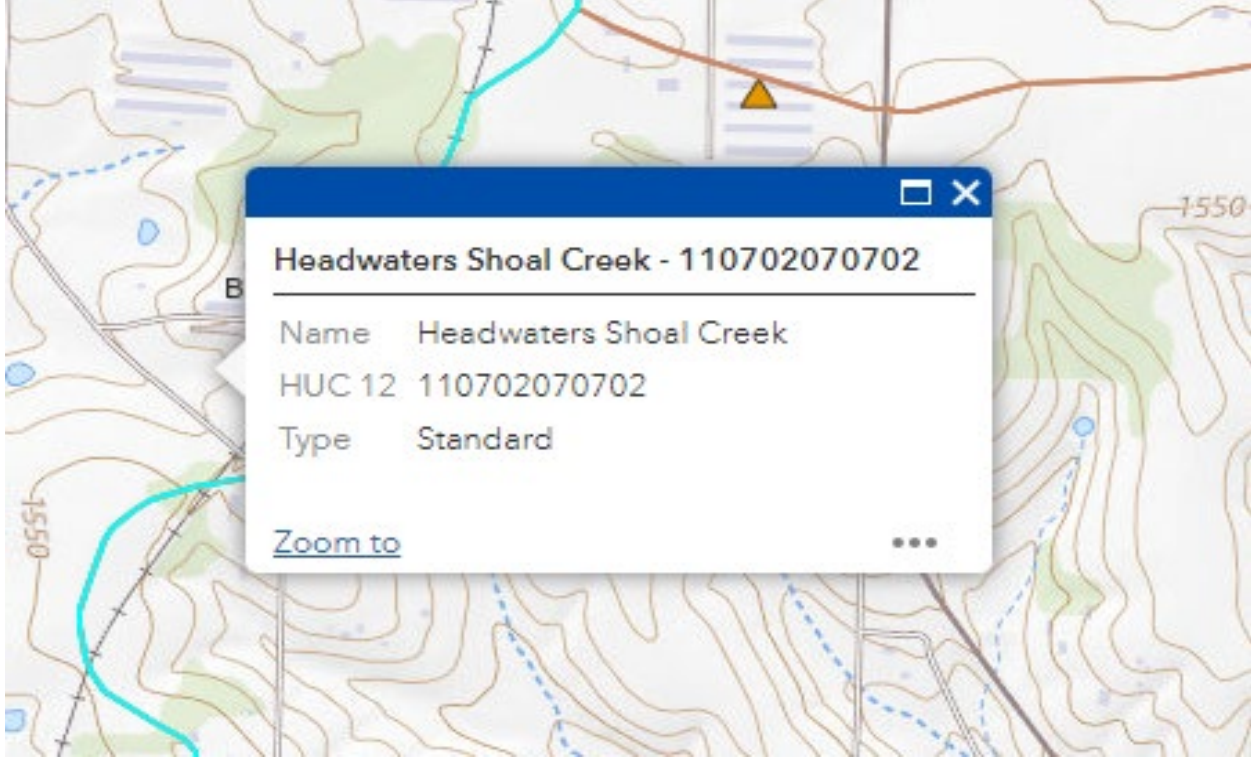 1550
Headwaters Shoal Creek - 110702070702
B
Name Headwaters Shoal Creek
HUC 12 110702070702
Type Standard
1550
Zoom to